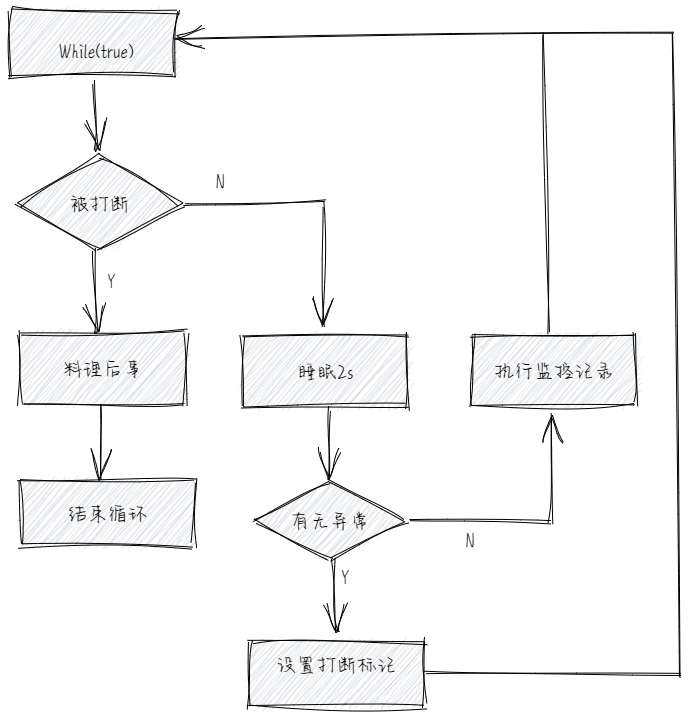 While(true)
被打断
N
Y
料理后事
睡眠2s
执行监控记录
结束循环
有无异常
N
Y
设置打断标记